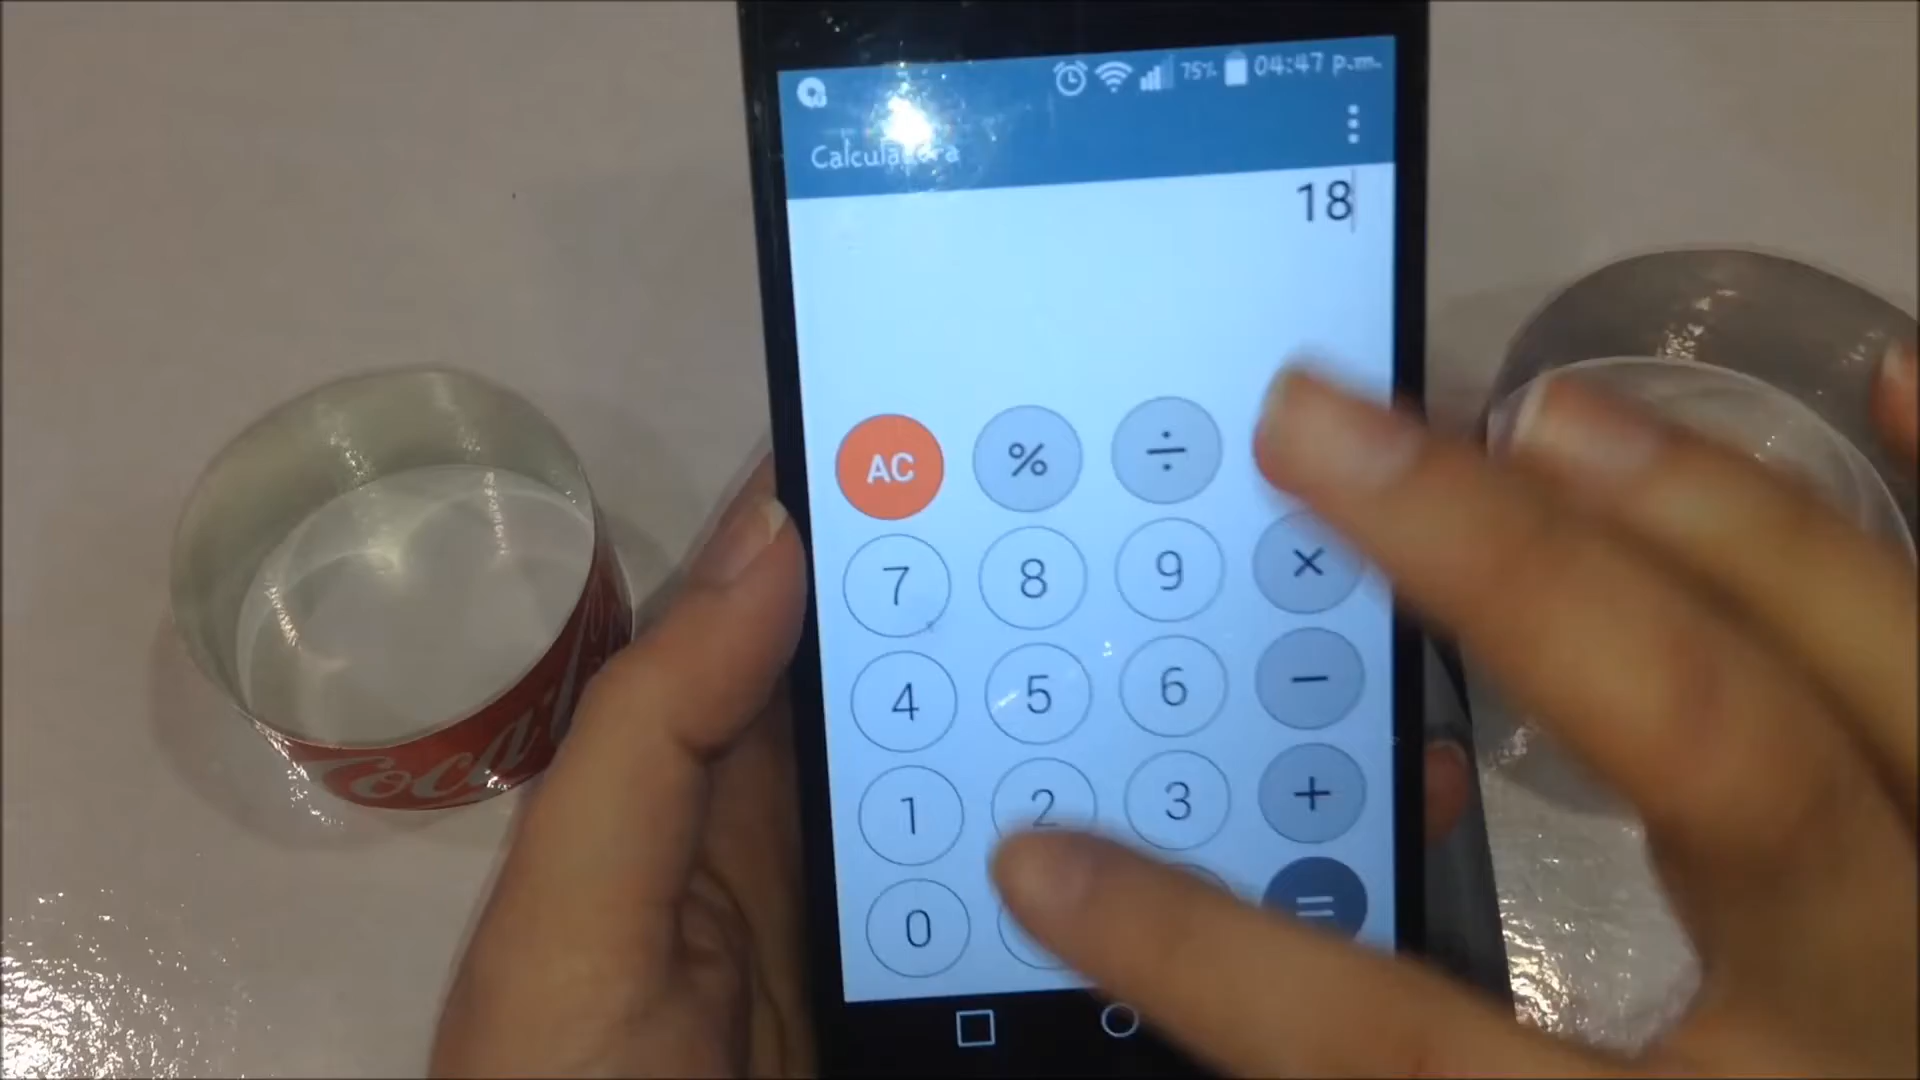 75% 04:47 p.m.
Calculadora
18
AC % ÷
7 8 9 ×
4 5 6 −
1 2 3 +
0 =
Coca